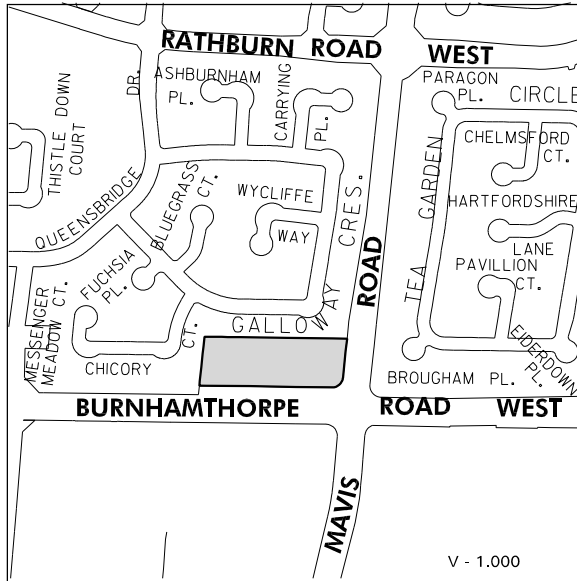 RATHBURN ROAD WEST
DR.
ASHBURNHAM
PL.
CARRYING
PL.
PARAGON
PL.
CIRCLE
THISTLE DOWN
COURT
CHELMSFORD
CT.
GARDEN
TEA
QUEENSBRIDGE
BLUEGRASS
CT.
WYCLIFFE
WAY
HARTFORDSHIRE
LANE
PAVILLION
CT.
FUCHSIA
PL.
GALLOWAY CRES.
ROAD
MESSENGER
MEADOW CT.
CHICORY
CT.
EIDERDOWN
PL.
BROUGHAM PL.
BURNHAMTHORPE ROAD WEST
MAVIS
V - 1.000